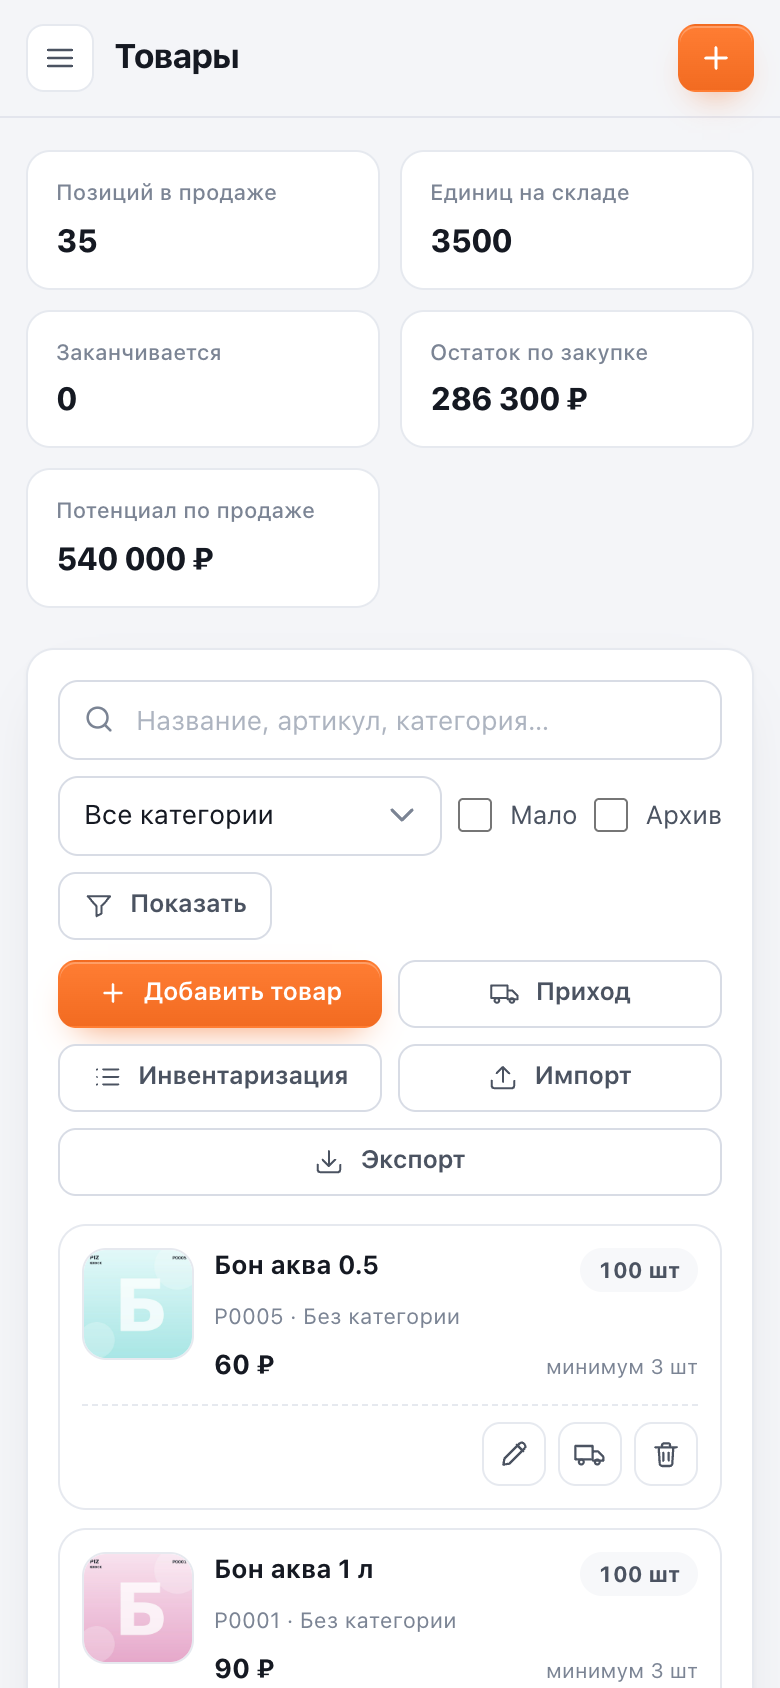 Товары
Позиций в продаже
35
Единиц на складе
3500
Заканчивается
0
Остаток по закупке
286 300 ₽
Потенциал по продаже
540 000 ₽
Название, артикул, категория...
Все категории
Мало
Архив
Показать
Добавить товар
Приход
Инвентаризация
Импорт
Экспорт
Б
Бон аква 0.5
100 шт
P0005 · Без категории
60 ₽
минимум 3 шт
Б
Бон аква 1 л
100 шт
P0001 · Без категории
90 ₽
минимум 3 шт